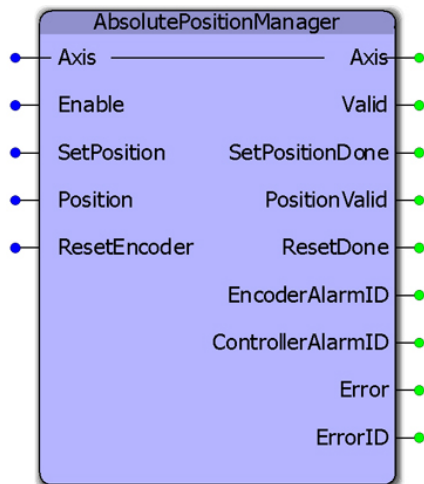 AbsolutePositionManager
Axis Axis
Enable Valid
SetPosition SetPositionDone
Position PositionValid
ResetEncoder ResetDone
EncoderAlarmID
ControllerAlarmID
Error
ErrorID